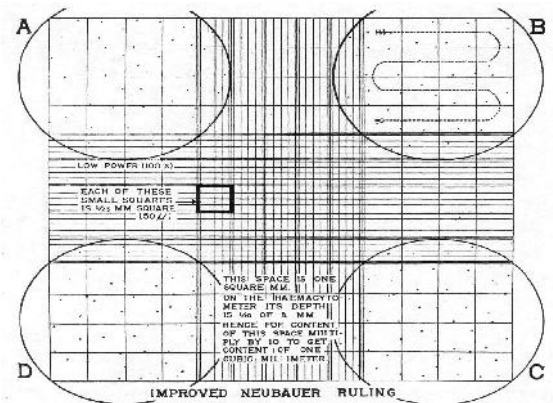 A
B
LOW POWER (100 X)
EACH OF THESE
SMALL SQUARES
IS 1/25 MM SQUARE
THIS SPACE IS ONE
SQUARE MM.
ON THE HAEMACYTO
METER ITS DEPTH
IS 1/10 OF A MM
HENCE FOR CONTENT
OF THIS SPACE MULTI-
PLY BY 10 TO GET
CONTENT OF ONE
CUBIC MILLIMETER
D
C
IMPROVED NEUBAUER RULING